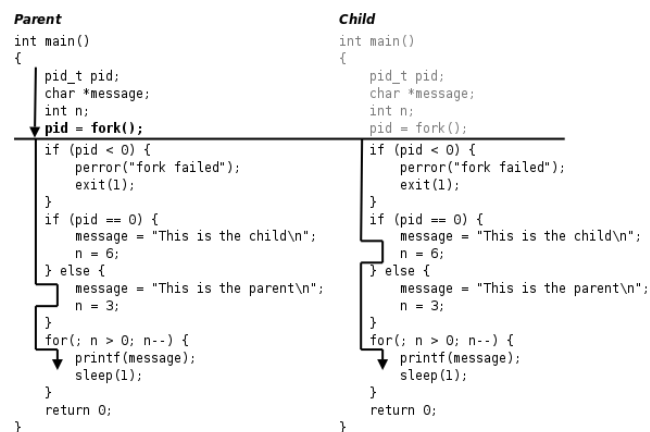 Parent
int main()
{
pid_t pid;
char *message;
int n;
pid = fork();
if (pid < 0) {
perror("fork failed");
exit(1);
}
if (pid == 0) {
message = "This is the child\n";
n = 6;
} else {
message = "This is the parent\n";
n = 3;
}
for(; n > 0; n--) {
printf(message);
sleep(1);
}
return 0;
}
Child
int main()
{
pid_t pid;
char *message;
int n;
pid = fork();
if (pid < 0) {
perror("fork failed");
exit(1);
}
if (pid == 0) {
message = "This is the child\n";
n = 6;
} else {
message = "This is the parent\n";
n = 3;
}
for(; n > 0; n--) {
printf(message);
sleep(1);
}
return 0;
}